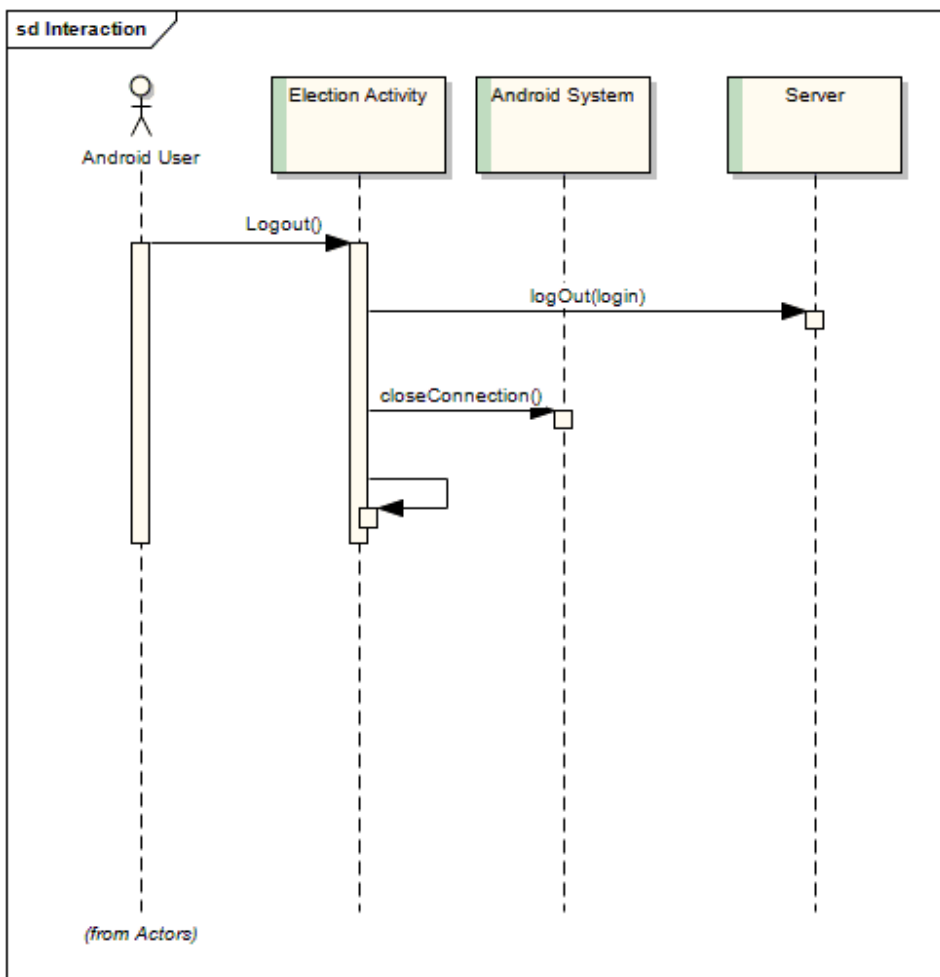 sd Interaction
Android User
Election Activity
Android System
Server
Logout()
logOut(login)
closeConnection()
(from Actors)